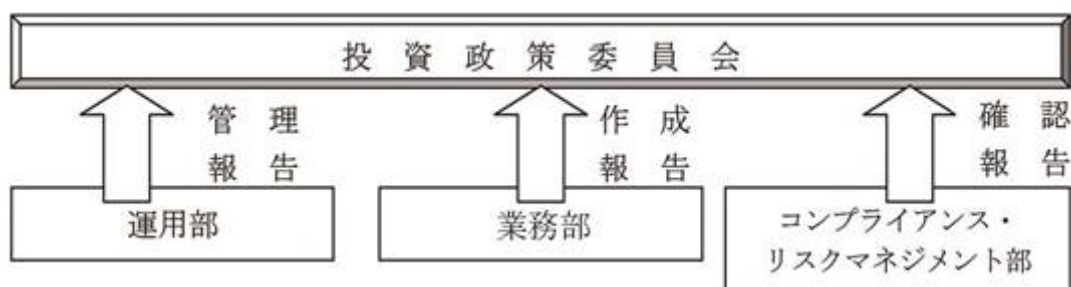 投資政策委員会
管理
報告
作成
報告
確認
報告
運用部
業務部
コンプライアンス・
リスクマネジメント部